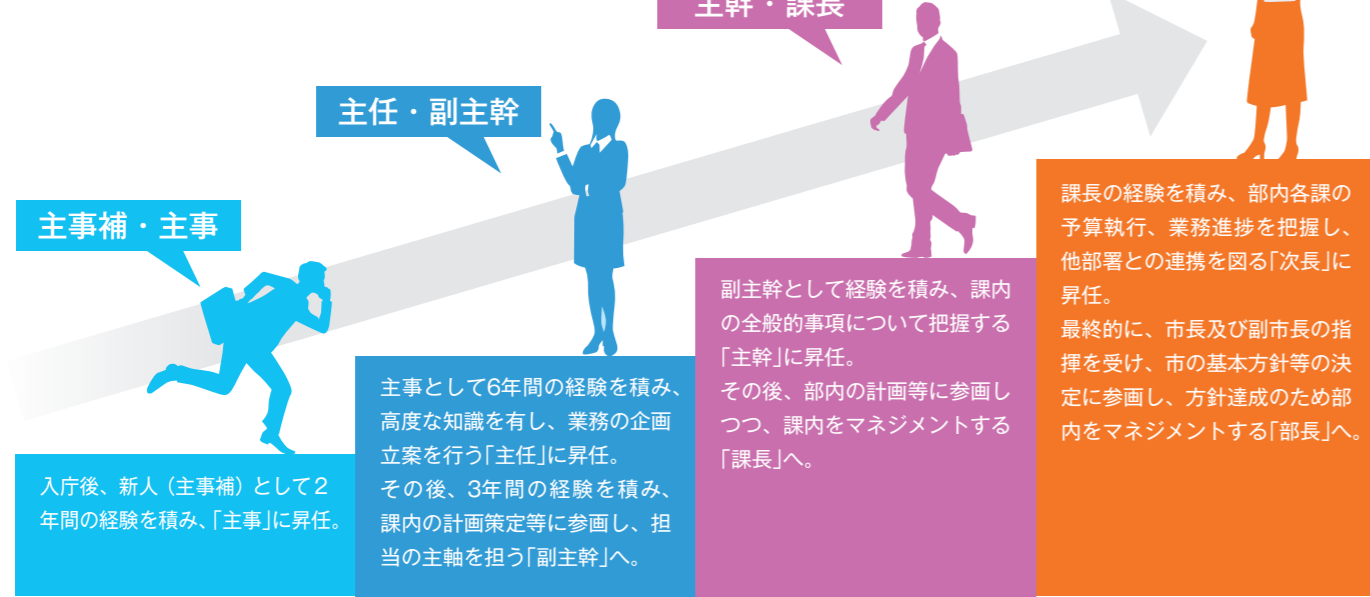 主幹・課長
主任・副主幹
主事補・主事
入庁後、新人（主事補）として２
年間の経験を積み、「主事」に昇任。
主事として6年間の経験を積み、
高度な知識を有し、業務の企画
立案を行う「主任」に昇任。
その後、3年間の経験を積み、
課内の計画策定等に参画し、担
当の主軸を担う「副主幹」へ。
副主幹として経験を積み、課内
の全般的事項について把握する
「主幹」に昇任。
その後、部内の計画等に参画し
つつ、課内をマネジメントする
「課長」へ。
課長の経験を積み、部内各課の
予算執行、業務進捗を把握し、
他部署との連携を図る「次長」に
昇任。
最終的に、市長及び副市長の指
揮を受け、市の基本方針等の決
定に参画し、方針達成のため部
内をマネジメントする「部長」へ。